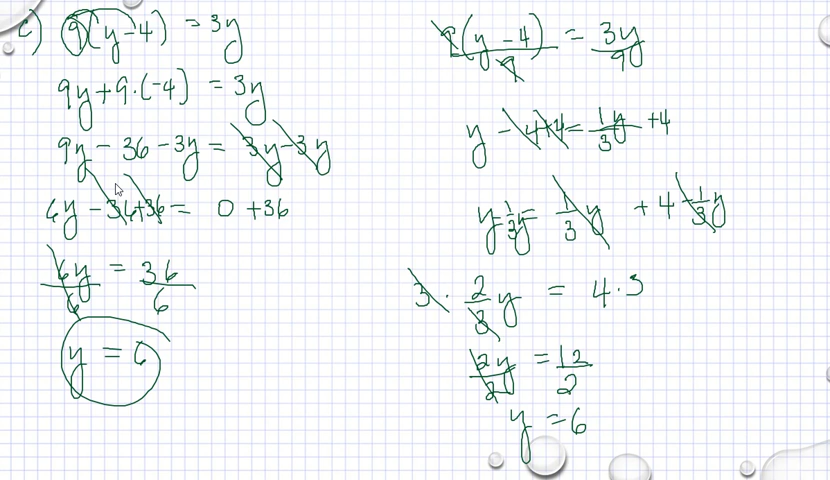 c) 9(y-4) = 3y
9y+9·(-4) = 3y
9y - 36 - 3y = 3y - 3y
6y - 36 + 36 = 0 + 36
6y/6 = 36/6
y = 6
9(y - 4)/9 = 3y/9
y - 4 + 4 = 1y/3 + 4
y - 1/3y = 1/3 y + 4 - 1/3 y
3 · 2/3 y = 4 · 3
2y/2 = 12/2
y = 6